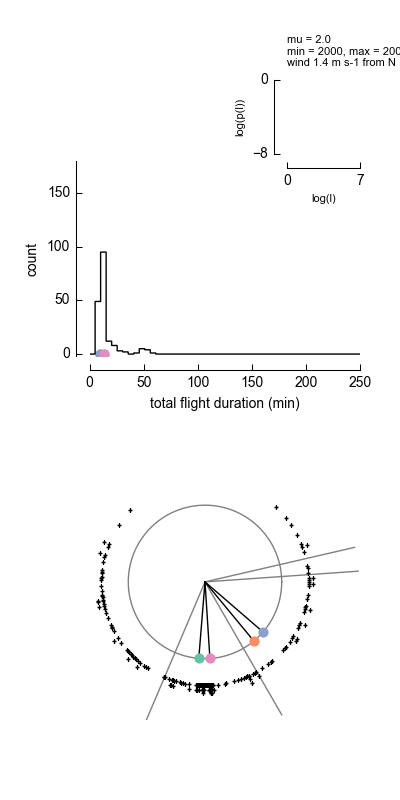 mu = 2.0
min = 2000, max = 200
wind 1.4 m s-1 from N
0
log(p(l))
−8
0 7
log(l)
150
100
50
0
count
0 50 100 150 200 250
total flight duration (min)